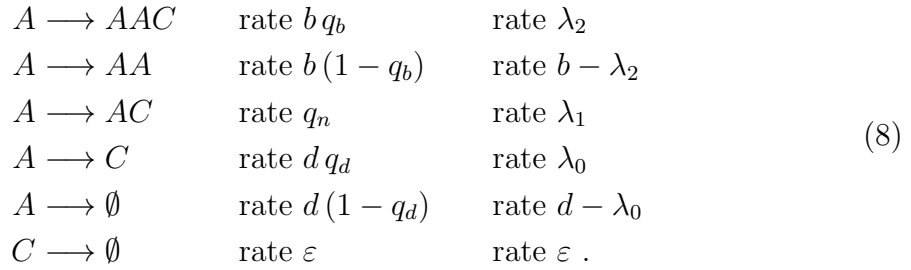 A ⟶ AAC rate b q_b rate λ_2
A ⟶ AA rate b (1 − q_b) rate b − λ_2
A ⟶ AC rate q_n rate λ_1
(8)
A ⟶ C rate d q_d rate λ_0
A ⟶ ∅ rate d (1 − q_d) rate d − λ_0
C ⟶ ∅ rate ε rate ε .